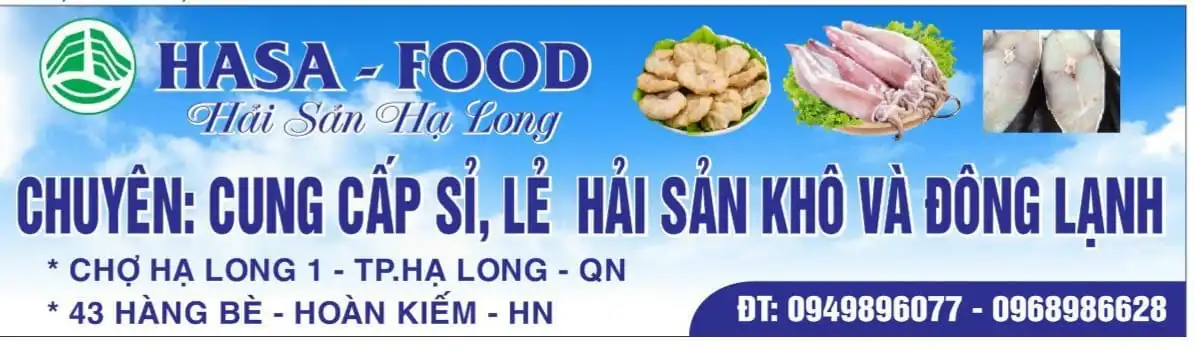 HASA - FOOD
Hải Sản Hạ Long
CHUYÊN: CUNG CẤP SỈ, LẺ HẢI SẢN KHÔ VÀ ĐÔNG LẠNH
* CHỢ HẠ LONG 1 - TP.HẠ LONG - QN
* 43 HÀNG BÈ - HOÀN KIẾM - HN
ĐT: 0949896077 - 0968986628